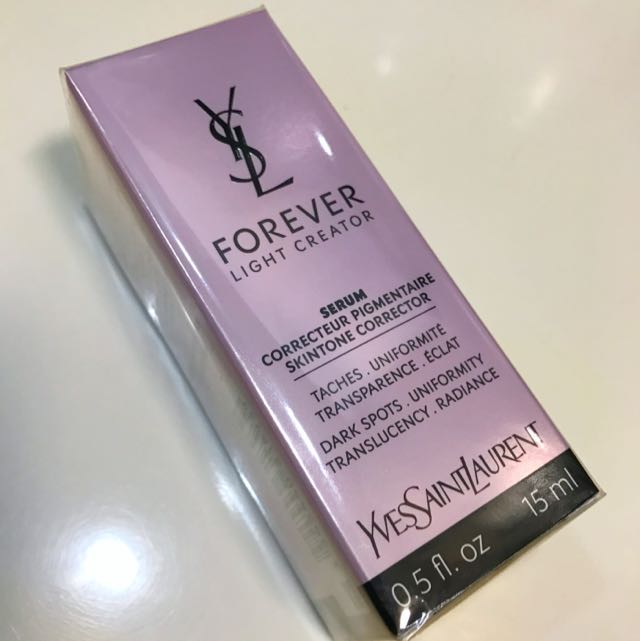 YSL
FOREVER
LIGHT CREATOR
SERUM
CORRECTEUR PIGMENTAIRE
SKINTONE CORRECTOR
TACHES . UNIFORMITÉ
TRANSPARENCE . ÉCLAT
DARK SPOTS . UNIFORMITY
TRANSLUCENCY . RADIANCE
YVESSAINTLAURENT
0.5 fl. oz 15 ml